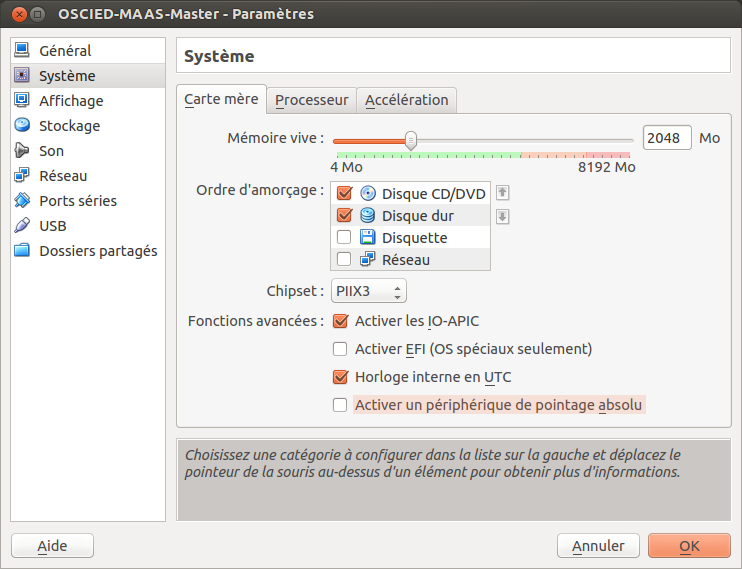 OSCIED-MAAS-Master - Paramètres
Général
Système
Affichage
Stockage
Son
Réseau
Ports séries
USB
Dossiers partagés
Système
Carte mère
Processeur
Accélération
Mémoire vive :
2048 Mo
4 Mo
8192 Mo
Ordre d'amorçage :
Disque CD/DVD
Disque dur
Disquette
Réseau
Chipset :
PIIX3
Fonctions avancées :
Activer les IO-APIC
Activer EFI (OS spéciaux seulement)
Horloge interne en UTC
Activer un périphérique de pointage absolu
Choisissez une catégorie à configurer dans la liste sur la gauche et déplacez le
pointeur de la souris au-dessus d'un élément pour obtenir plus d'informations.
Aide
Annuler
OK